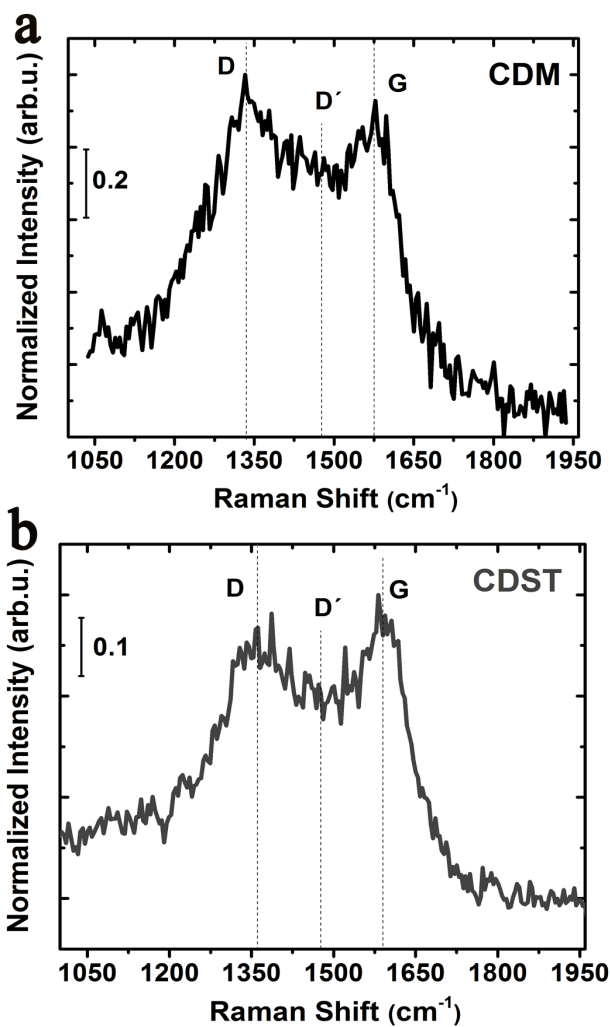 a
CDM
D
D´
G
0.2
Normalized Intensity (arb.u.)
1050 1200 1350 1500 1650 1800 1950
Raman Shift (cm⁻¹)
b
CDST
D
D´
G
0.1
Normalized Intensity (arb.u.)
1050 1200 1350 1500 1650 1800 1950
Raman Shift (cm⁻¹)